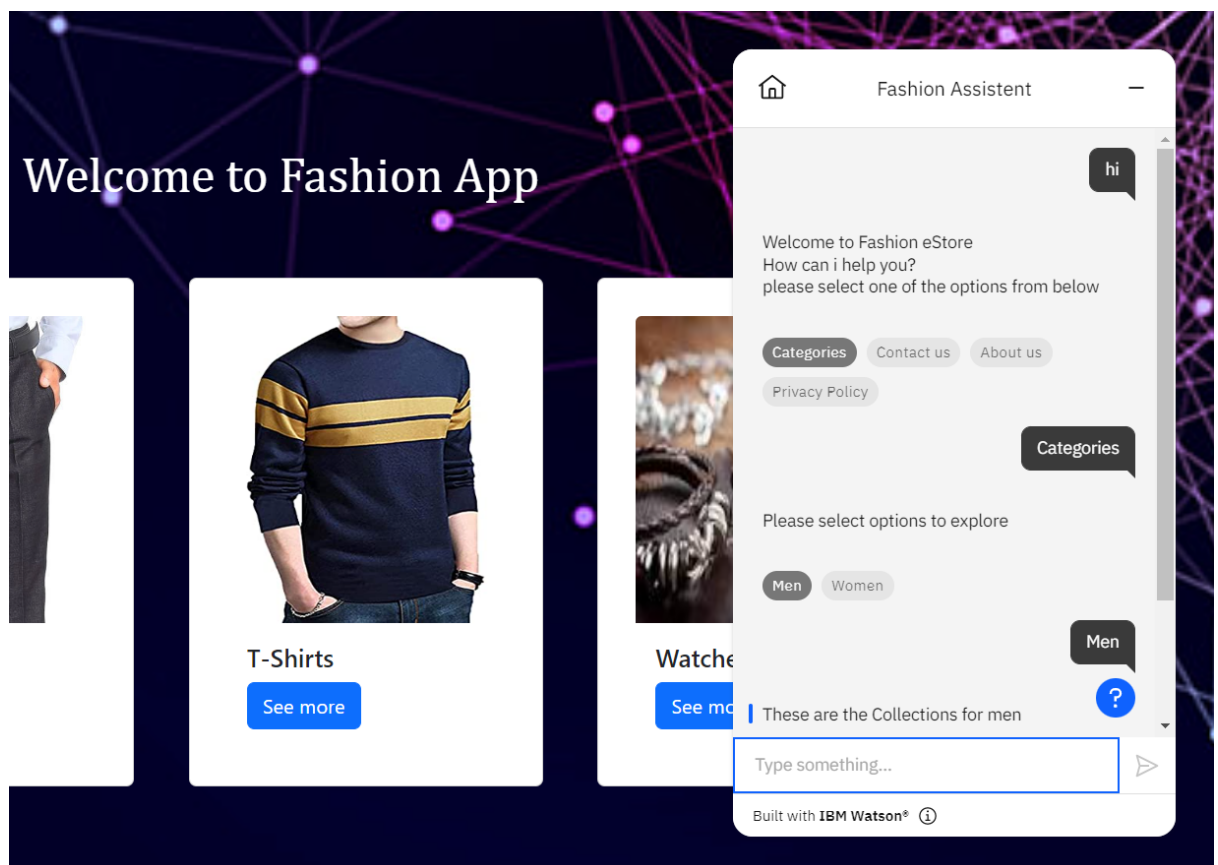 Welcome to Fashion App
T-Shirts
See more
Watche
See mo
Fashion Assistent
hi
Welcome to Fashion eStore
How can i help you?
please select one of the options from below
Categories Contact us About us
Privacy Policy
Categories
Please select options to explore
Men Women
Men
?
These are the Collections for men
Type something...
Built with IBM Watson®